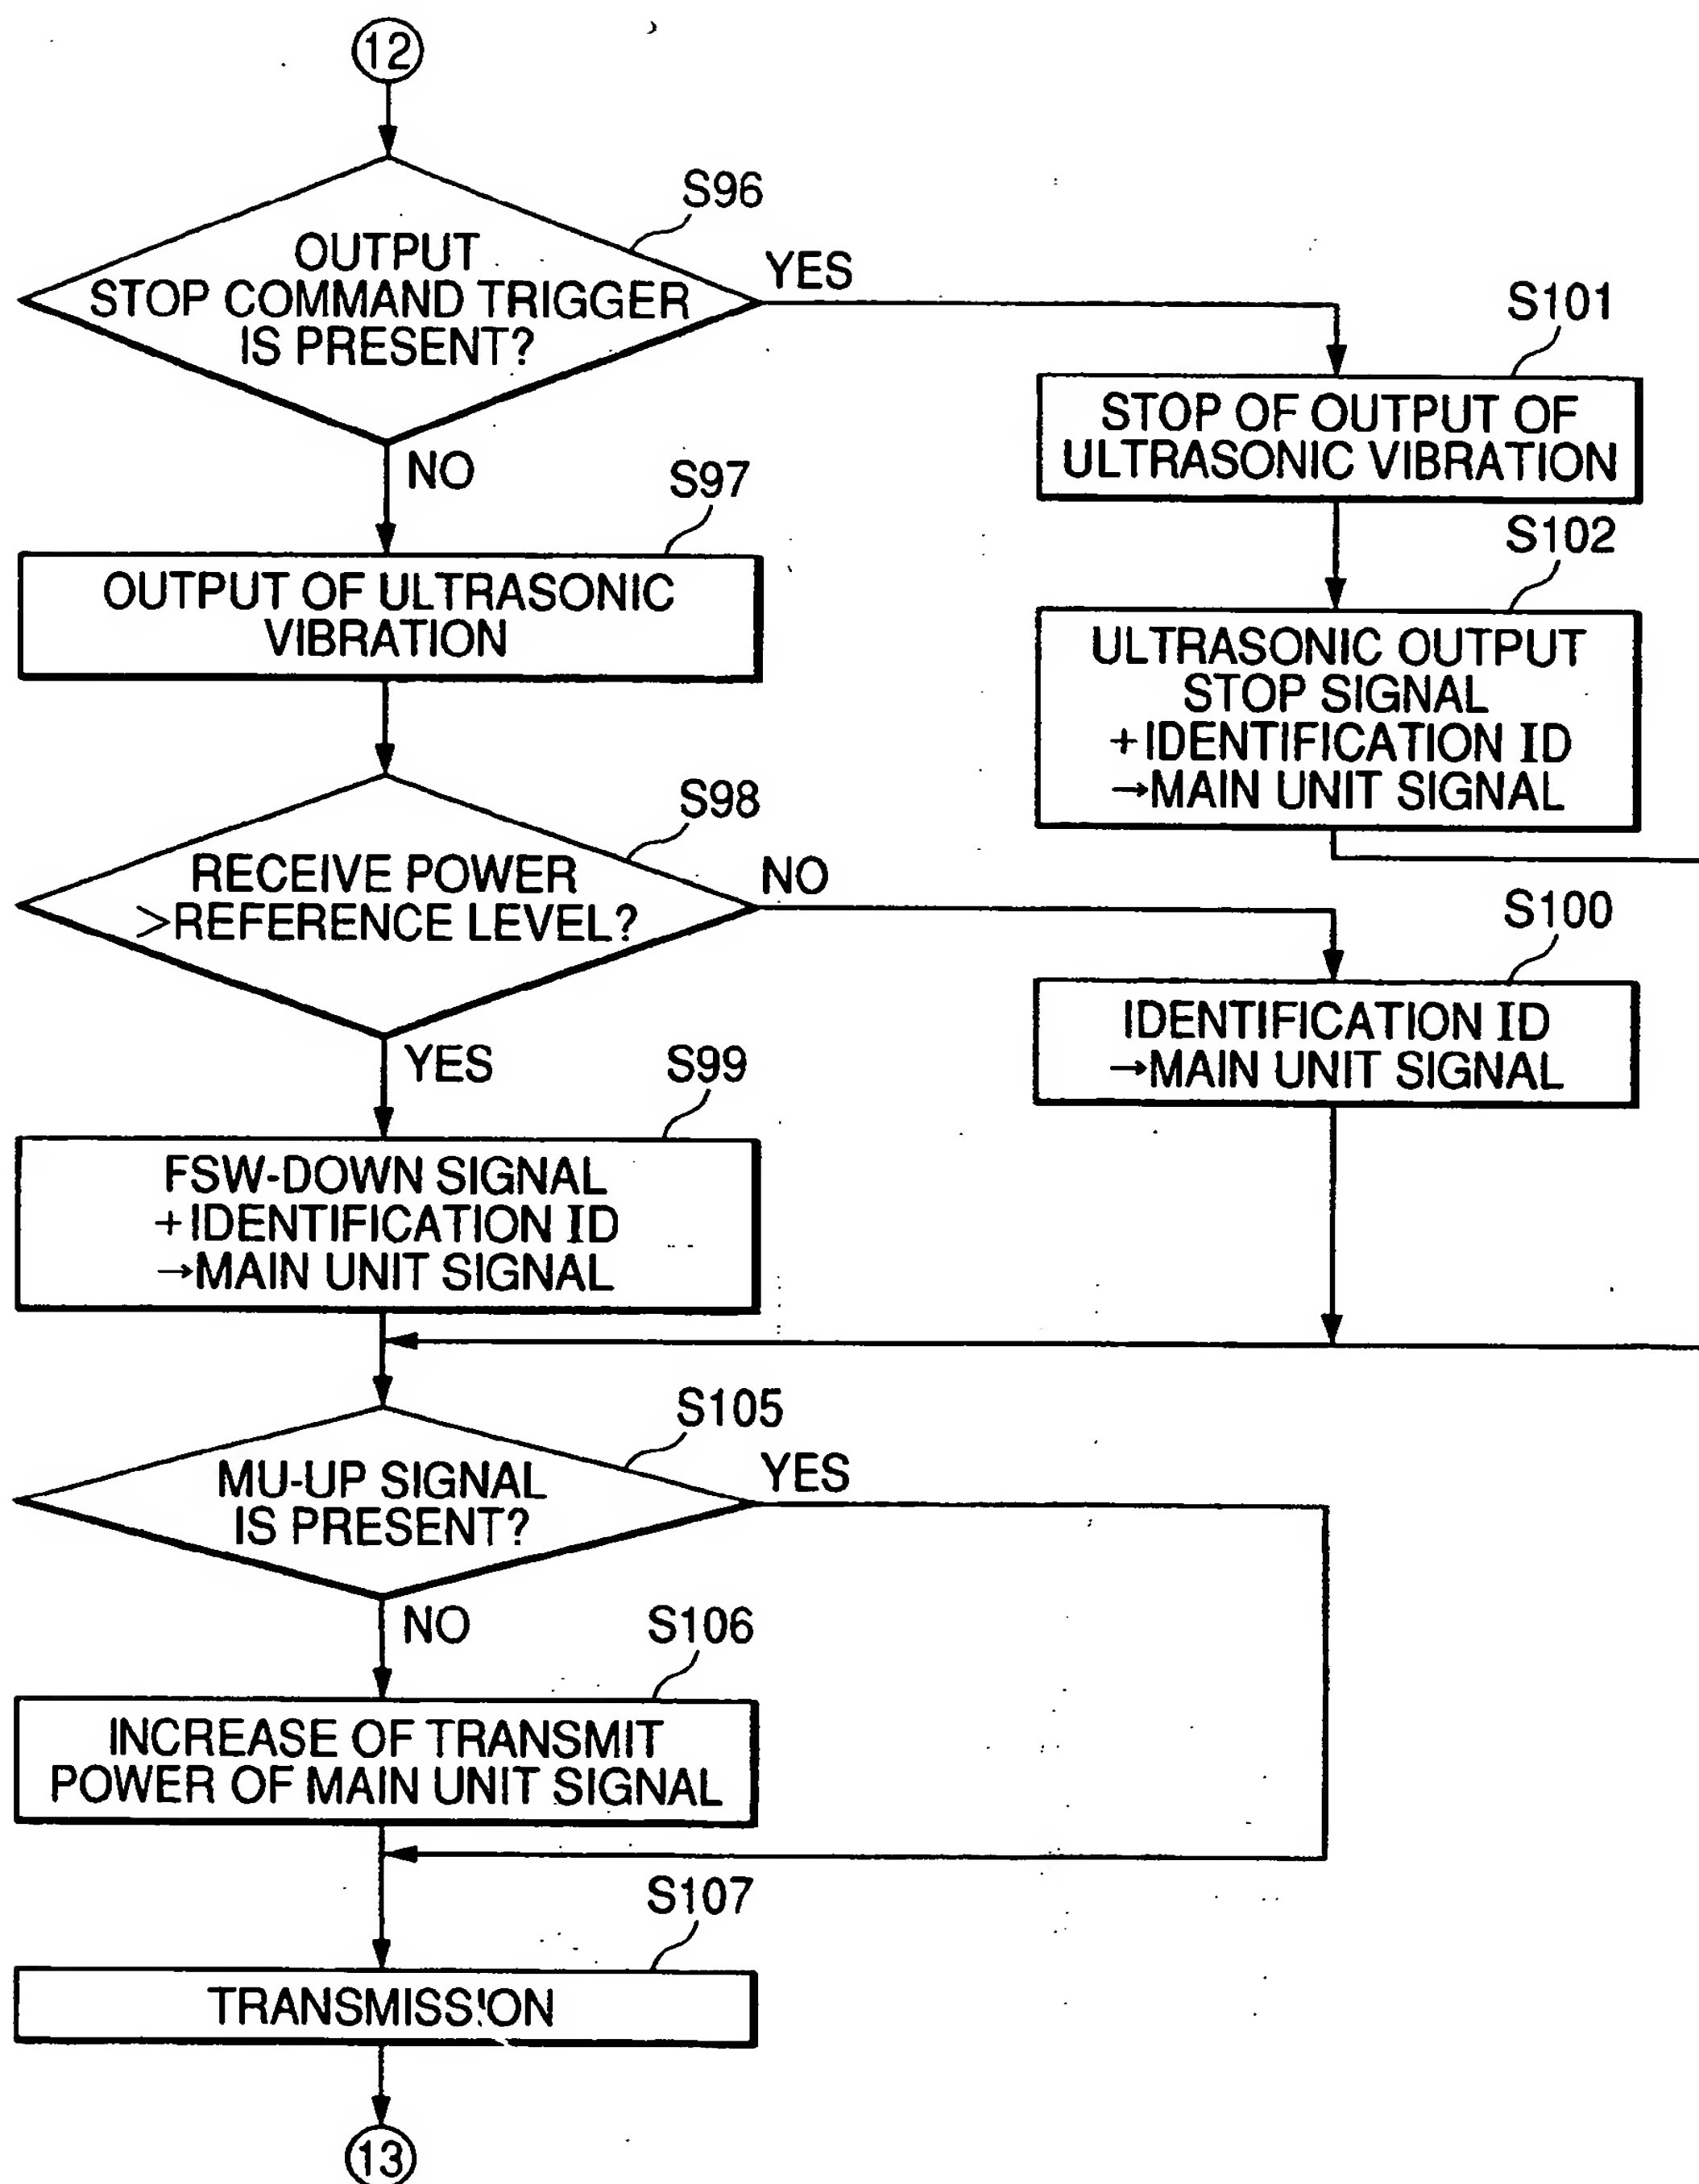 12
S96
OUTPUT
STOP COMMAND TRIGGER
IS PRESENT?
YES
NO
S101
STOP OF OUTPUT OF
ULTRASONIC VIBRATION
S97
OUTPUT OF ULTRASONIC
VIBRATION
S102
ULTRASONIC OUTPUT
STOP SIGNAL
+IDENTIFICATION ID
→MAIN UNIT SIGNAL
S98
RECEIVE POWER
>REFERENCE LEVEL?
NO
YES
S100
IDENTIFICATION ID
→MAIN UNIT SIGNAL
S99
FSW-DOWN SIGNAL
+IDENTIFICATION ID
→MAIN UNIT SIGNAL
S105
MU-UP SIGNAL
IS PRESENT?
YES
NO
S106
INCREASE OF TRANSMIT
POWER OF MAIN UNIT SIGNAL
S107
TRANSMISSION
13